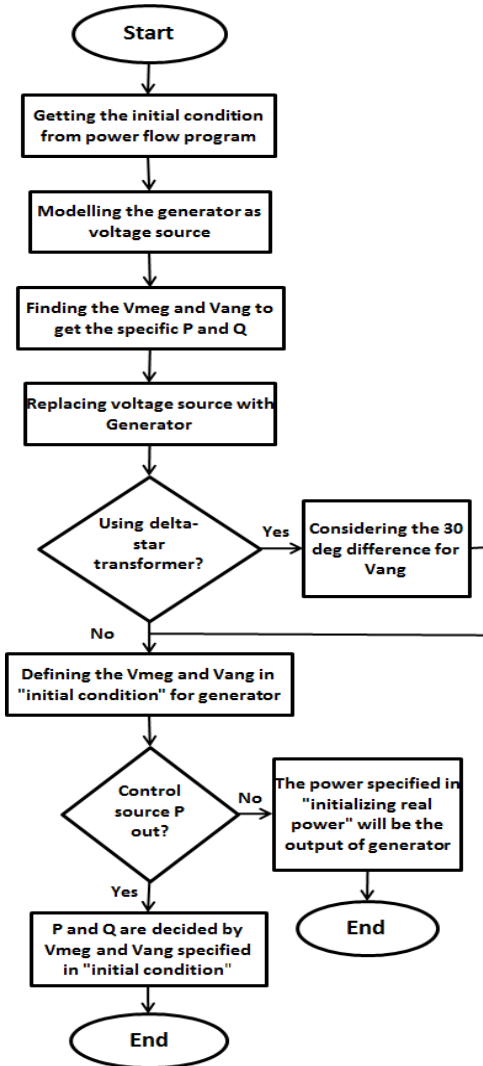 Start
Getting the initial condition
from power flow program
Modelling the generator as
voltage source
Finding the Vmeg and Vang to
get the specific P and Q
Replacing voltage source with
Generator
Using delta-
star
transformer?
Yes
Considering the 30
deg difference for
Vang
No
Defining the Vmeg and Vang in
"initial condition" for generator
Control
source P
out?
No
The power specified in
"initializing real
power" will be the
output of generator
End
Yes
P and Q are decided by
Vmeg and Vang specified
in "initial condition"
End